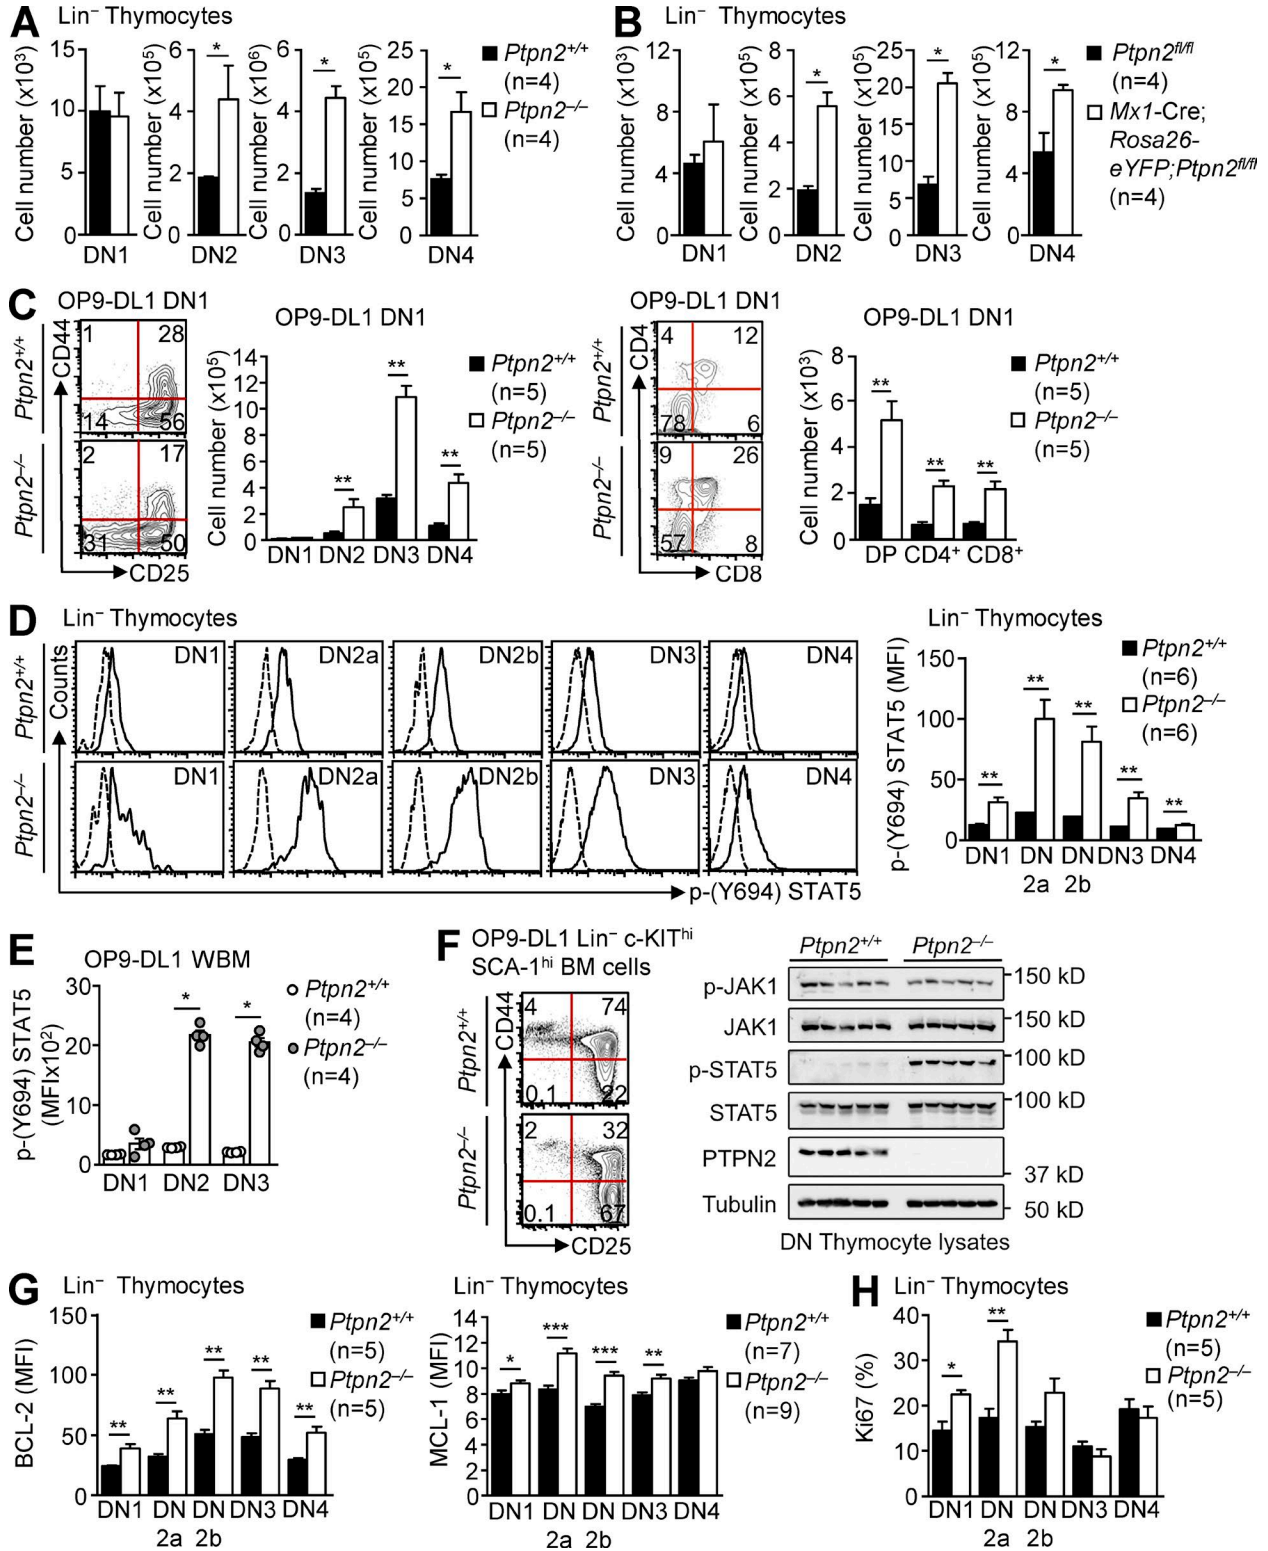 A Lin– Thymocytes
Cell number (x10³)
15
10
5
0
DN1
Cell number (x10⁵)
6
4
2
0
*
DN2
Cell number (x10⁶)
6
4
2
0
*
DN3
Cell number (x10⁵)
25
20
15
10
5
0
*
DN4
Ptpn2+/+
(n=4)
Ptpn2–/–
(n=4)
B Lin– Thymocytes
Cell number (x10³)
12
8
4
0
DN1
Cell number (x10⁵)
8
6
4
2
0
*
DN2
Cell number (x10⁵)
25
20
15
10
5
0
*
DN3
Cell number (x10⁵)
12
8
4
0
*
DN4
Ptpn2fl/fl
(n=4)
Mx1-Cre;
Rosa26-
eYFP;Ptpn2fl/fl
(n=4)
C OP9-DL1 DN1
Ptpn2+/+
CD44
1 28
14 56
Ptpn2–/–
2 17
31 50
CD25
OP9-DL1 DN1
Cell number (x10⁵)
14
12
10
8
6
4
2
0
** ** **
DN1 DN2 DN3 DN4
Ptpn2+/+
(n=5)
Ptpn2–/–
(n=5)
OP9-DL1 DN1
Ptpn2+/+
CD4
4 12
78 6
Ptpn2–/–
9 26
57 8
CD8
OP9-DL1 DN1
Cell number (x10³)
8
6
4
2
0
** ** **
DP CD4+ CD8+
Ptpn2+/+
(n=5)
Ptpn2–/–
(n=5)
D Lin– Thymocytes
Ptpn2+/+
Counts
DN1 DN2a DN2b DN3 DN4
Ptpn2–/–
DN1 DN2a DN2b DN3 DN4
p-(Y694) STAT5
Lin– Thymocytes
p-(Y694) STAT5 (MFI)
150
100
50
0
** ** ** ** **
DN1 DN DN DN3 DN4
2a 2b
Ptpn2+/+
(n=6)
Ptpn2–/–
(n=6)
E OP9-DL1 WBM
p-(Y694) STAT5
(MFIx10²)
30
20
10
0
* *
DN1 DN2 DN3
Ptpn2+/+
(n=4)
Ptpn2–/–
(n=4)
F OP9-DL1 Lin– c-KIThi
SCA-1hi BM cells
Ptpn2+/+
CD44
4 74
0.1 22
Ptpn2–/–
2 32
0.1 67
CD25
Ptpn2+/+ Ptpn2–/–
p-JAK1 150 kD
JAK1 150 kD
p-STAT5 100 kD
STAT5 100 kD
PTPN2 37 kD
Tubulin 50 kD
DN Thymocyte lysates
G Lin– Thymocytes
BCL-2 (MFI)
150
100
50
0
** ** ** ** **
DN1 DN DN DN3 DN4
2a 2b
Ptpn2+/+
(n=5)
Ptpn2–/–
(n=5)
Lin– Thymocytes
MCL-1 (MFI)
14
12
10
8
6
4
2
0
* *** *** **
DN1 DN DN DN3 DN4
2a 2b
Ptpn2+/+
(n=7)
Ptpn2–/–
(n=9)
H Lin– Thymocytes
Ki67 (%)
40
30
20
10
0
* **
DN1 DN DN DN3 DN4
2a 2b
Ptpn2+/+
(n=5)
Ptpn2–/–
(n=5)